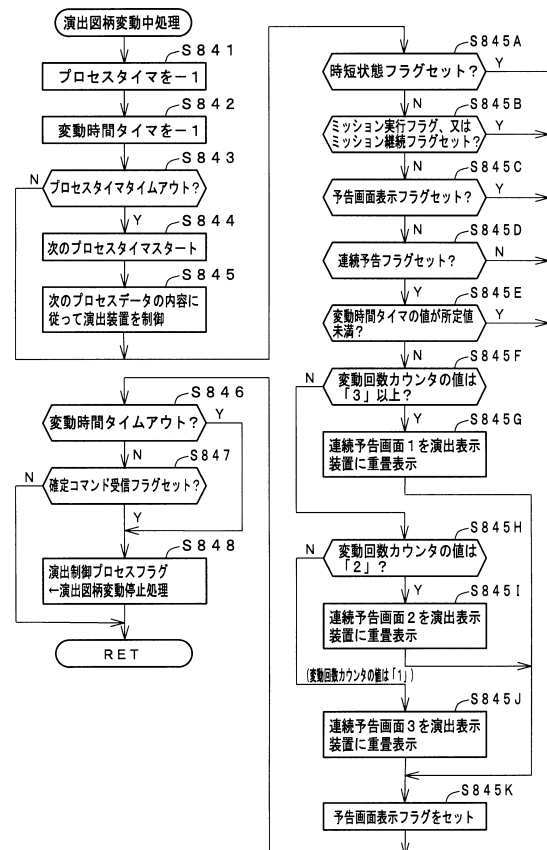 演出図柄変動中処理
S841
プロセスタイマを－1
S842
変動時間タイマを－1
S843
プロセスタイマタイムアウト?
N
Y
S844
次のプロセスタイマスタート
S845
次のプロセスデータの内容に
従って演出装置を制御
S846
変動時間タイムアウト?
Y
N
S847
確定コマンド受信フラグセット?
N
Y
S848
演出制御プロセスフラグ
←演出図柄変動停止処理
RET
S845A
時短状態フラグセット?
Y
N
S845B
ミッション実行フラグ、又は
ミッション継続フラグセット?
Y
N
S845C
予告画面表示フラグセット?
Y
N
S845D
連続予告フラグセット?
N
Y
S845E
変動時間タイマの値が所定値
未満?
Y
N
S845F
変動回数カウンタの値は
「3」以上?
N
Y
S845G
連続予告画面1を演出表示
装置に重畳表示
S845H
変動回数カウンタの値は
「2」?
N
Y
S845I
連続予告画面2を演出表示
装置に重畳表示
(変動回数カウンタの値は「1」)
S845J
連続予告画面3を演出表示
装置に重畳表示
S845K
予告画面表示フラグをセット